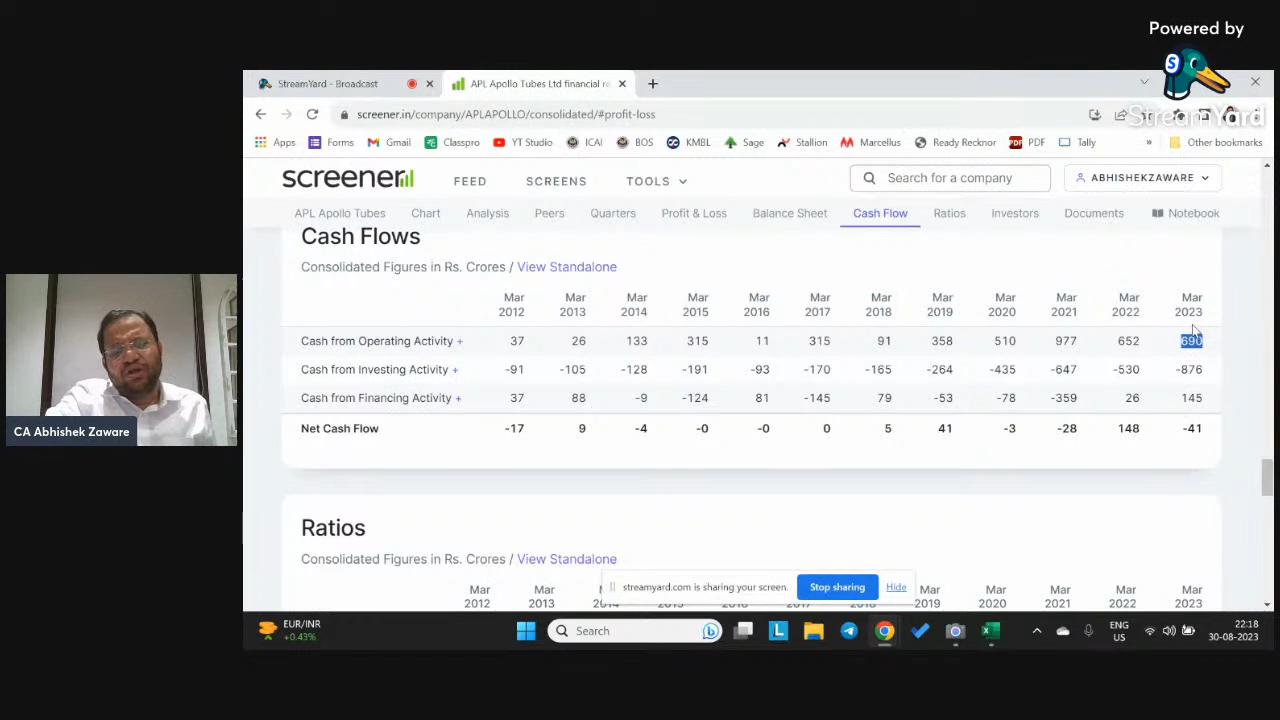 Powered by
S
StreamYard
StreamYard - Broadcast
APL Apollo Tubes Ltd financial re
screener.in/company/APLAPOLLO/consolidated/#profit-loss
Apps Forms Gmail Classpro YT Studio ICAI BOS KMBL Sage Stallion Marcellus Ready Recknor PDF Tally » Other bookmarks
screener
FEED SCREENS TOOLS
Search for a company
ABHISHEKZAWARE
APL Apollo Tubes Chart Analysis Peers Quarters Profit & Loss Balance Sheet Cash Flow Ratios Investors Documents Notebook
Cash Flows
Consolidated Figures in Rs. Crores / View Standalone
Mar 2012 Mar 2013 Mar 2014 Mar 2015 Mar 2016 Mar 2017 Mar 2018 Mar 2019 Mar 2020 Mar 2021 Mar 2022 Mar 2023
Cash from Operating Activity + 37 26 133 315 11 315 91 358 510 977 652 690
Cash from Investing Activity + -91 -105 -128 -191 -93 -170 -165 -264 -435 -647 -530 -876
Cash from Financing Activity + 37 88 -9 -124 81 -145 79 -53 -78 -359 26 145
Net Cash Flow -17 9 -4 -0 -0 0 5 41 -3 -28 148 -41
CA Abhishek Zaware
Ratios
Consolidated Figures in Rs. Crores / View Standalone
Mar 2012 Mar 2013 2014 2015 2016 2017 2018 Mar 2019 Mar 2020 Mar 2021 Mar 2022 Mar 2023
streamyard.com is sharing your screen.
Stop sharing
Hide
EUR/INR
+0.43%
Search
ENG
US
22:18
30-08-2023